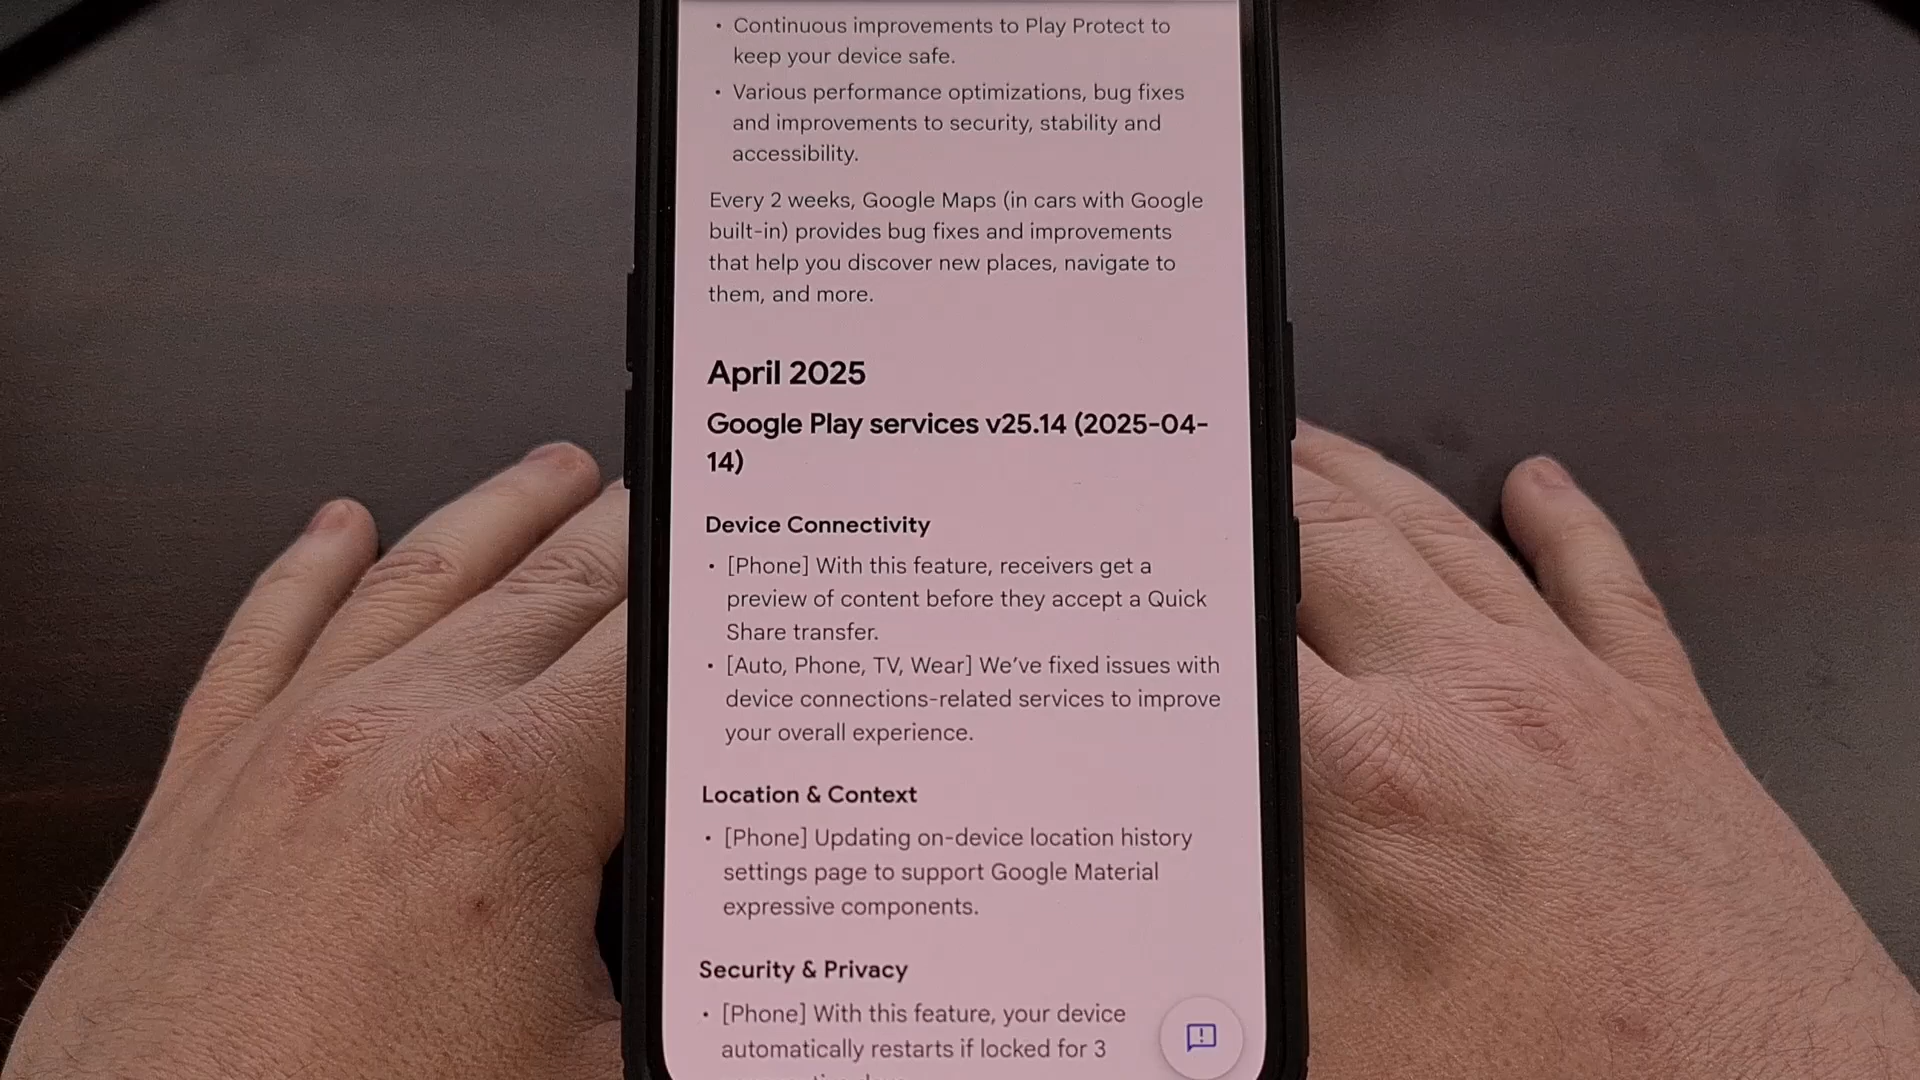 • Continuous improvements to Play Protect to
keep your device safe.
• Various performance optimizations, bug fixes
and improvements to security, stability and
accessibility.
Every 2 weeks, Google Maps (in cars with Google
built-in) provides bug fixes and improvements
that help you discover new places, navigate to
them, and more.
April 2025
Google Play services v25.14 (2025-04-
14)
Device Connectivity
• [Phone] With this feature, receivers get a
preview of content before they accept a Quick
Share transfer.
• [Auto, Phone, TV, Wear] We’ve fixed issues with
device connections-related services to improve
your overall experience.
Location & Context
• [Phone] Updating on-device location history
settings page to support Google Material
expressive components.
Security & Privacy
• [Phone] With this feature, your device
automatically restarts if locked for 3